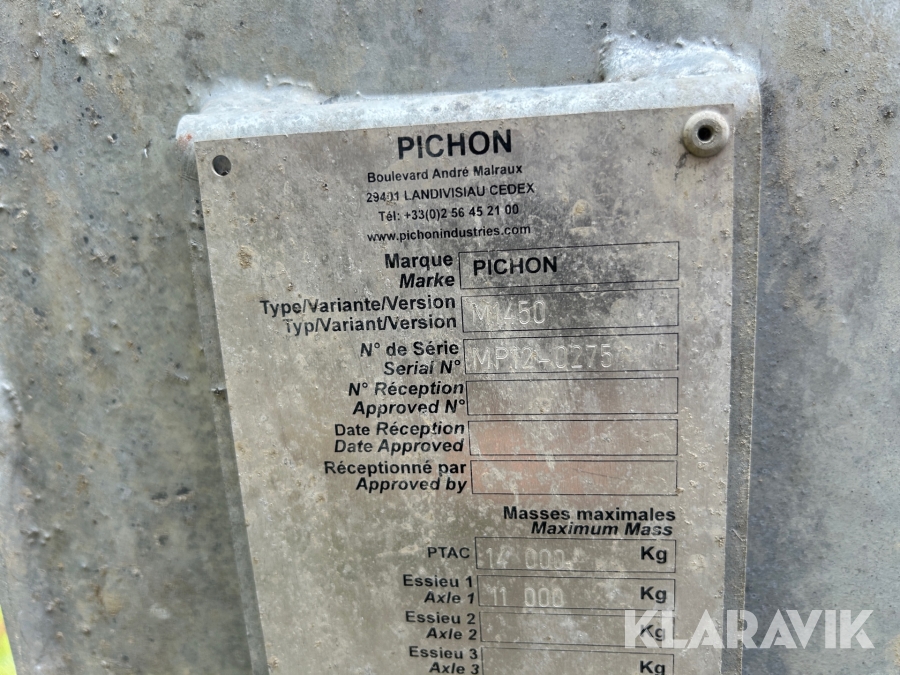 PICHON
Boulevard André Malraux
29401 LANDIVISIAU CEDEX
Tél: +33(0)2 56 45 21 00
www.pichonindustries.com
Marque PICHON
Marke
Type/Variante/Version M1450
Typ/Variant/Version
N° de Série
Serial N°
N° Réception
Approved N°
Date Réception
Date Approved
Réceptionné par
Approved by
Masses maximales
Maximum Mass
PTAC 14 000 Kg
Essieu 1 11 000 Kg
Axle 1
Essieu 2 Kg
Axle 2
Essieu 3 Kg
Axle 3
KLARAVIK